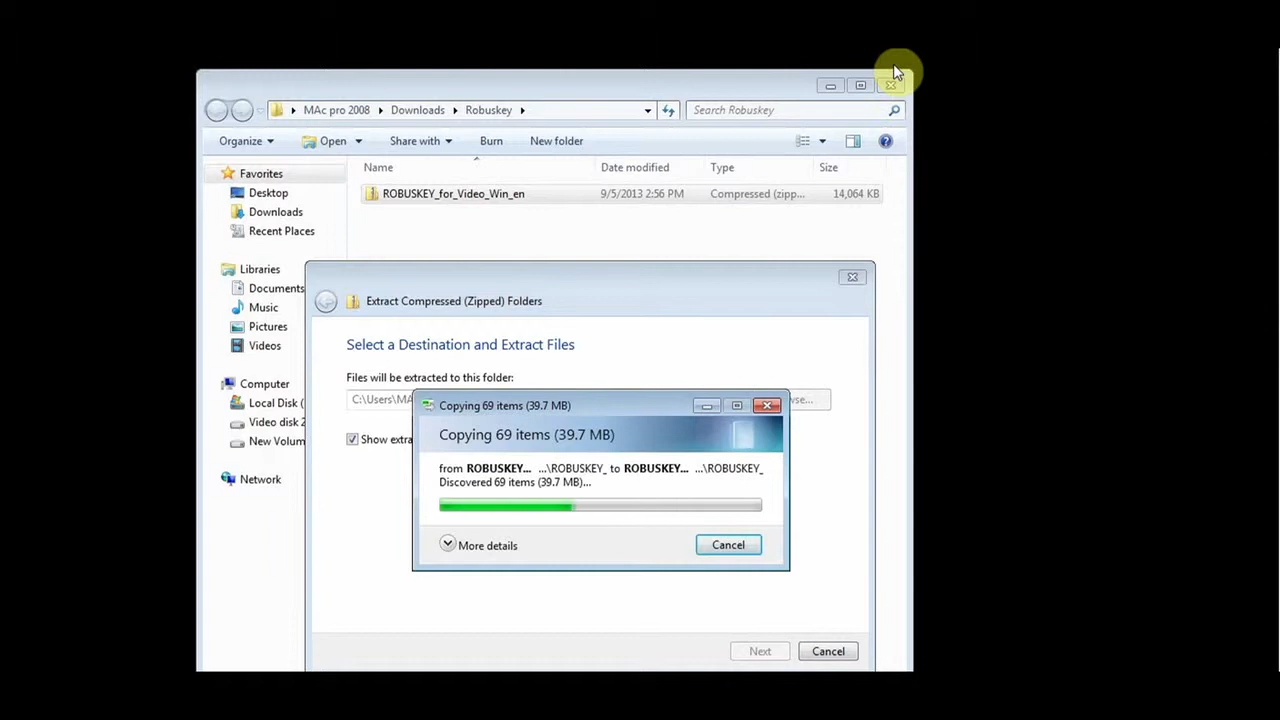 MAc pro 2008 Downloads Robuskey Search Robuskey
Organize Open Share with Burn New folder
Favorites
Desktop
Downloads
Recent Places
Libraries
Documents
Music
Pictures
Videos
Computer
Local Disk (
Video disk 2
New Volum
Network
Name Date modified Type Size
ROBUSKEY_for_Video_Win_en 9/5/2013 2:56 PM Compressed (zipp... 14,064 KB
Extract Compressed (Zipped) Folders
Select a Destination and Extract Files
Files will be extracted to this folder:
C:\Users\MA wse...
Show extra
Copying 69 items (39.7 MB)
Copying 69 items (39.7 MB)
from ROBUSKEY... ...\ROBUSKEY_ to ROBUSKEY... ...\ROBUSKEY_
Discovered 69 items (39.7 MB)...
More details Cancel
Next Cancel